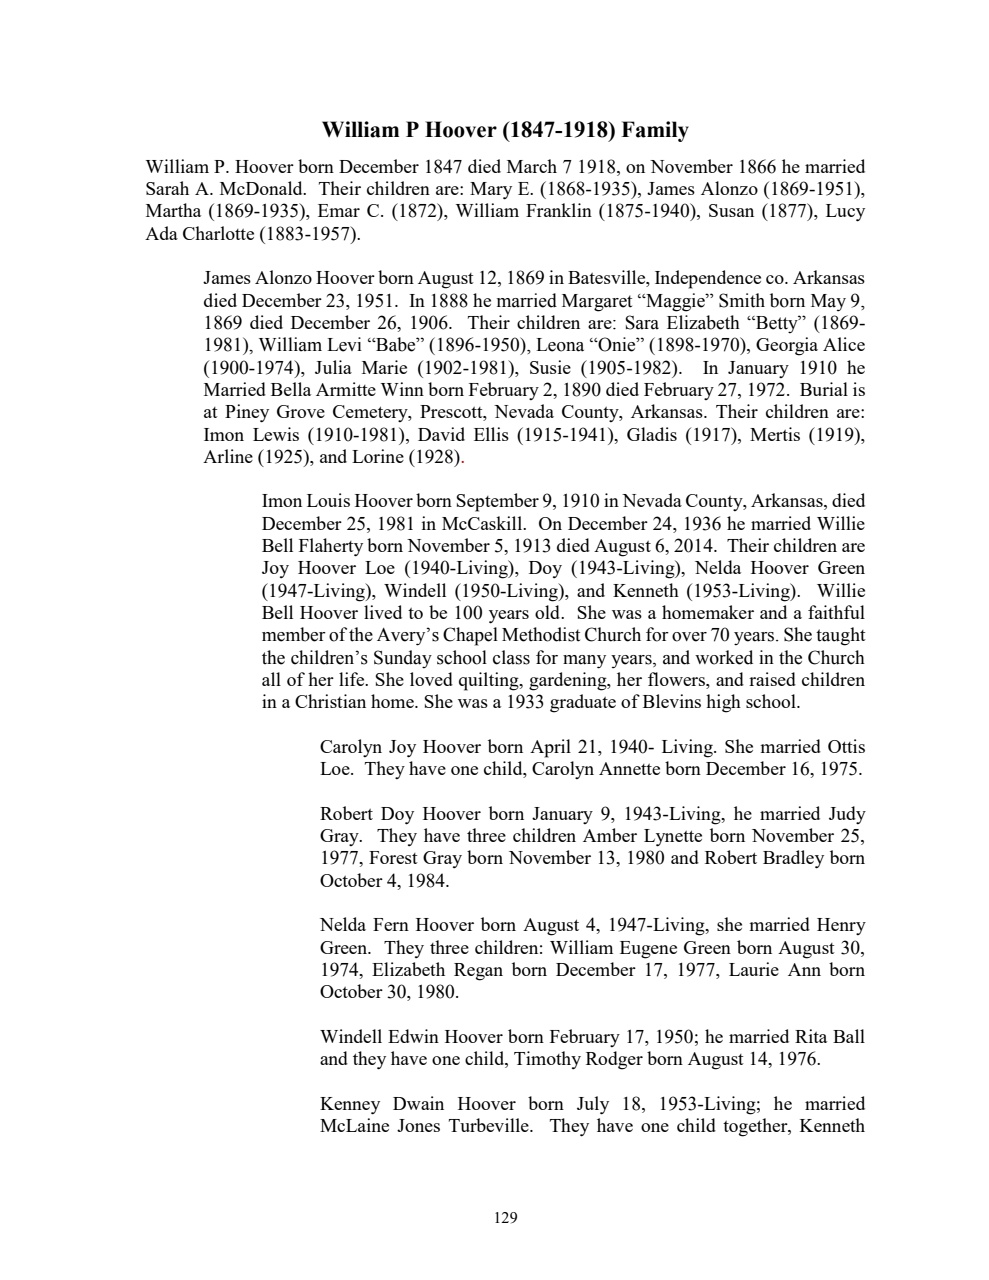 William P Hoover (1847-1918) Family
William P. Hoover born December 1847 died March 7 1918, on November 1866 he married
Sarah A. McDonald.  Their children are: Mary E. (1868-1935), James Alonzo (1869-1951),
Martha (1869-1935), Emar C. (1872), William Franklin (1875-1940), Susan (1877), Lucy
Ada Charlotte (1883-1957).
James Alonzo Hoover born August 12, 1869 in Batesville, Independence co. Arkansas
died December 23, 1951.  In 1888 he married Margaret “Maggie” Smith born May 9,
1869 died December 26, 1906.  Their children are: Sara Elizabeth “Betty” (1869-
1981), William Levi “Babe” (1896-1950), Leona “Onie” (1898-1970), Georgia Alice
(1900-1974), Julia Marie (1902-1981), Susie (1905-1982).  In January 1910 he
Married Bella Armitte Winn born February 2, 1890 died February 27, 1972.  Burial is
at Piney Grove Cemetery, Prescott, Nevada County, Arkansas. Their children are:
Imon Lewis (1910-1981), David Ellis (1915-1941), Gladis (1917), Mertis (1919),
Arline (1925), and Lorine (1928).
Imon Louis Hoover born September 9, 1910 in Nevada County, Arkansas, died
December 25, 1981 in McCaskill.  On December 24, 1936 he married Willie
Bell Flaherty born November 5, 1913 died August 6, 2014.  Their children are
Joy Hoover Loe (1940-Living), Doy (1943-Living), Nelda Hoover Green
(1947-Living), Windell (1950-Living), and Kenneth (1953-Living).  Willie
Bell Hoover lived to be 100 years old.  She was a homemaker and a faithful
member of the Avery’s Chapel Methodist Church for over 70 years. She taught
the children’s Sunday school class for many years, and worked in the Church
all of her life. She loved quilting, gardening, her flowers, and raised children
in a Christian home. She was a 1933 graduate of Blevins high school.
Carolyn Joy Hoover born April 21, 1940- Living. She married Ottis
Loe.  They have one child, Carolyn Annette born December 16, 1975.
Robert Doy Hoover born January 9, 1943-Living, he married Judy
Gray.  They have three children Amber Lynette born November 25,
1977, Forest Gray born November 13, 1980 and Robert Bradley born
October 4, 1984.
Nelda Fern Hoover born August 4, 1947-Living, she married Henry
Green.  They three children: William Eugene Green born August 30,
1974, Elizabeth Regan born December 17, 1977, Laurie Ann born
October 30, 1980.
Windell Edwin Hoover born February 17, 1950; he married Rita Ball
and they have one child, Timothy Rodger born August 14, 1976.
Kenney Dwain Hoover born July 18, 1953-Living; he married
McLaine Jones Turbeville.  They have one child together, Kenneth
129